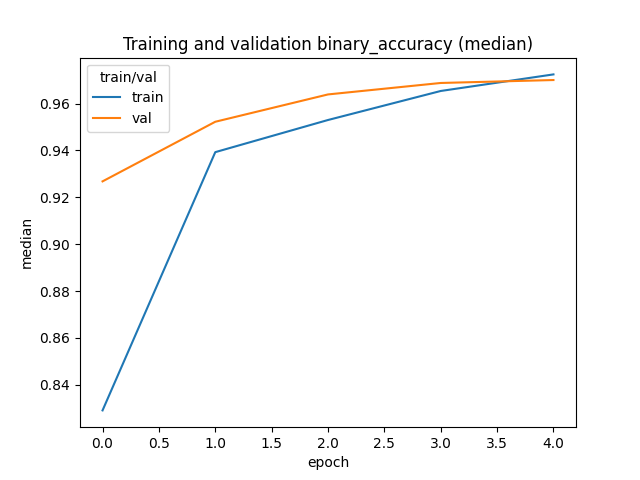 Training and validation binary_accuracy (median)
train/val
train
val
0.96
0.94
0.92
0.90
0.88
0.86
0.84
median
0.0 0.5 1.0 1.5 2.0 2.5 3.0 3.5 4.0
epoch